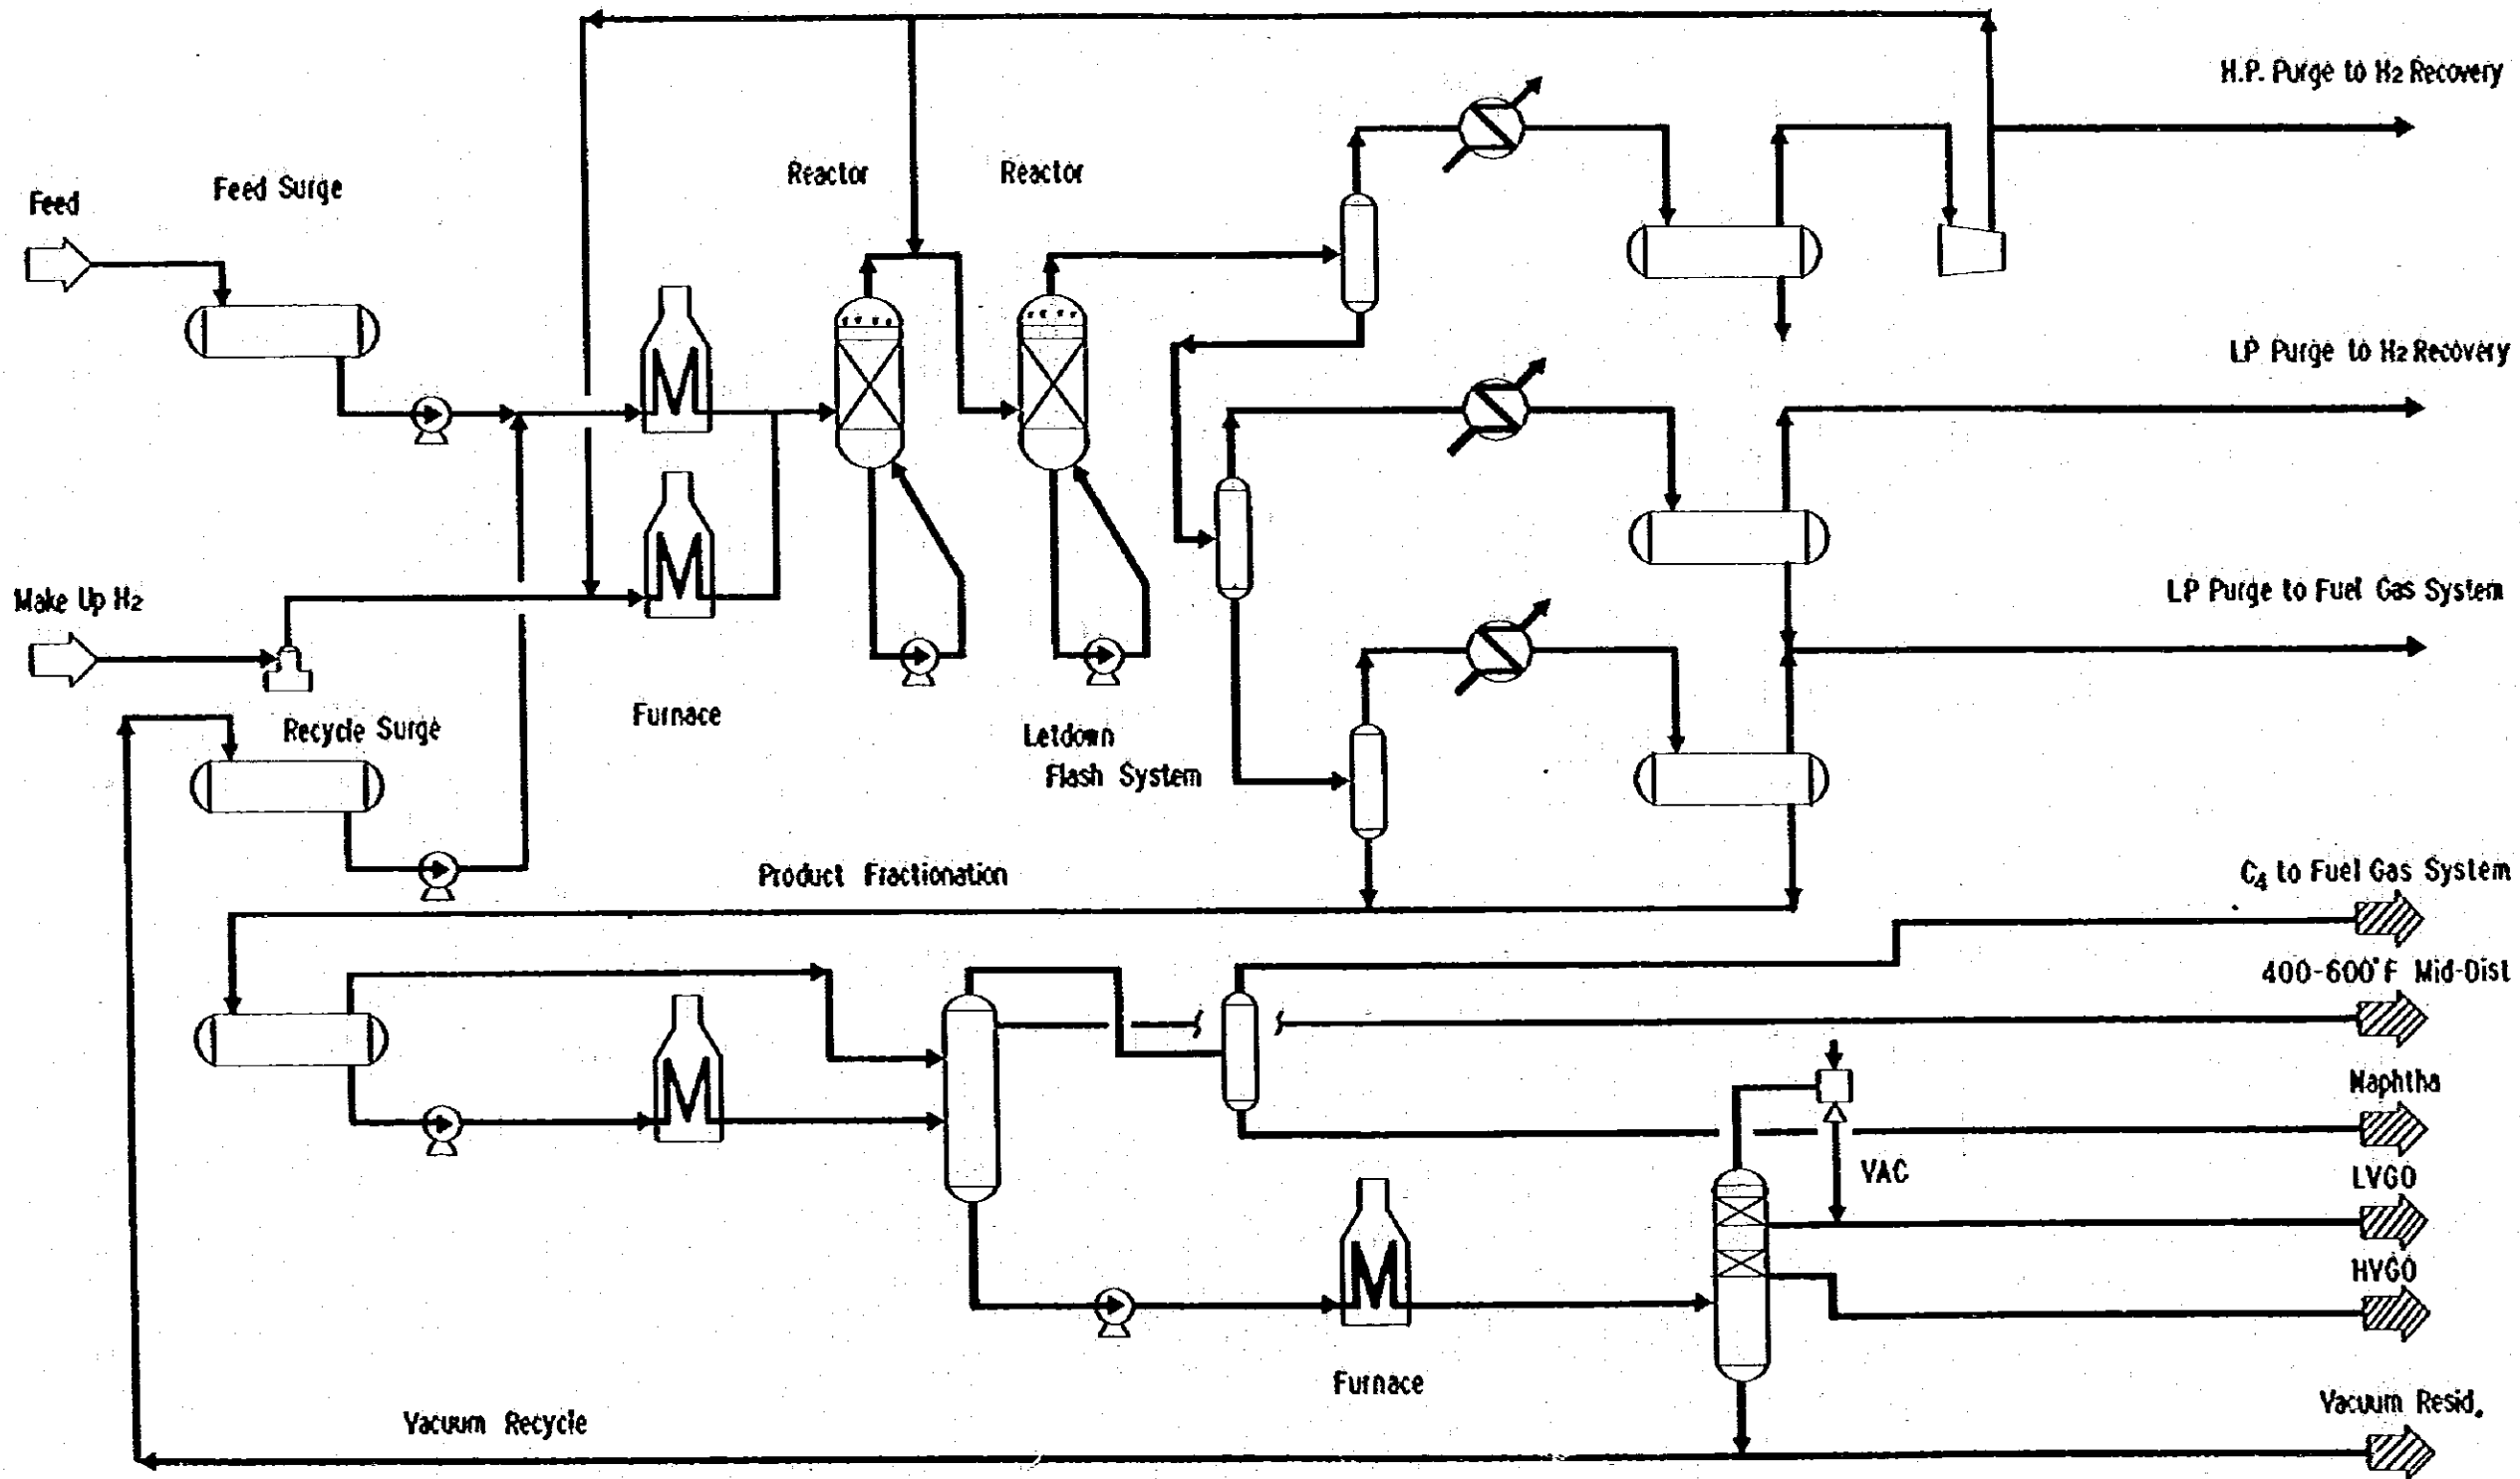 H.P. Purge to H2 Recovery
Reactor
Reactor
Feed Surge
Feed
LP Purge to H2 Recovery
Make Up H2
LP Purge to Fuel Gas System
Furnace
Recycle Surge
Letdown
Flash System
Product Fractionation
C4 to Fuel Gas System
400-600°F Mid-Dist
Naphtha
VAC
LVGO
HVGO
Furnace
Vacuum Resid.
Vacuum Recycle